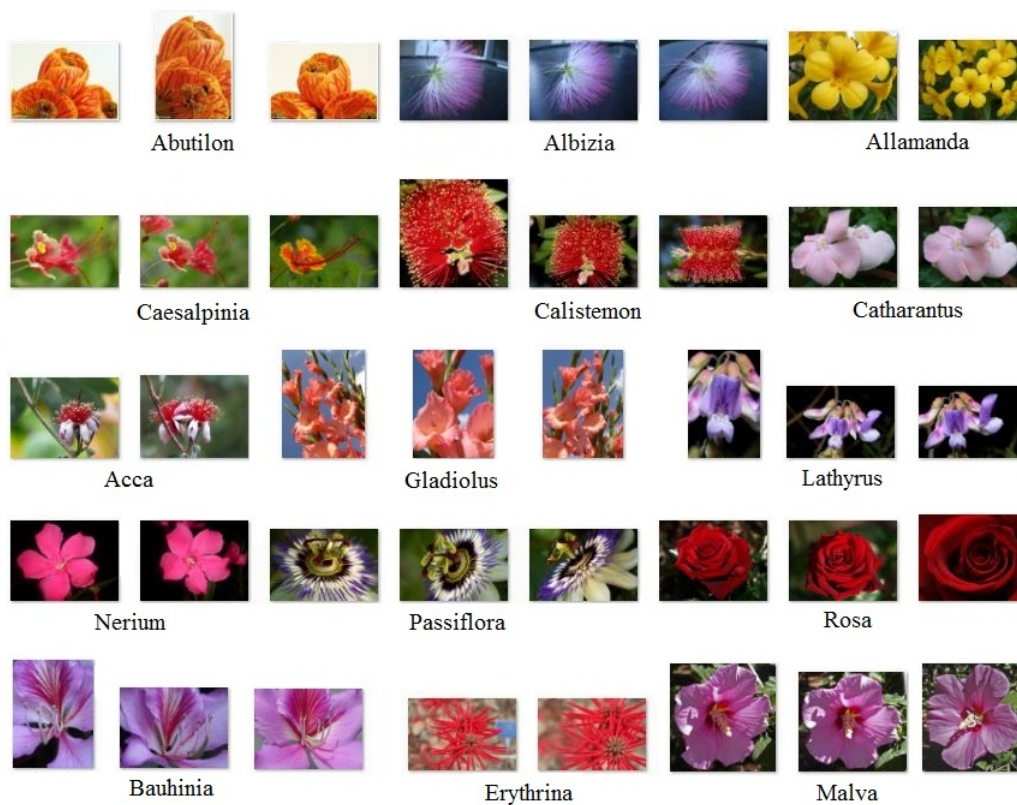 Abutilon
Albizia
Allamanda
Caesalpinia
Calistemon
Catharantus
Acca
Gladiolus
Lathyrus
Nerium
Passiflora
Rosa
Bauhinia
Erythrina
Malva